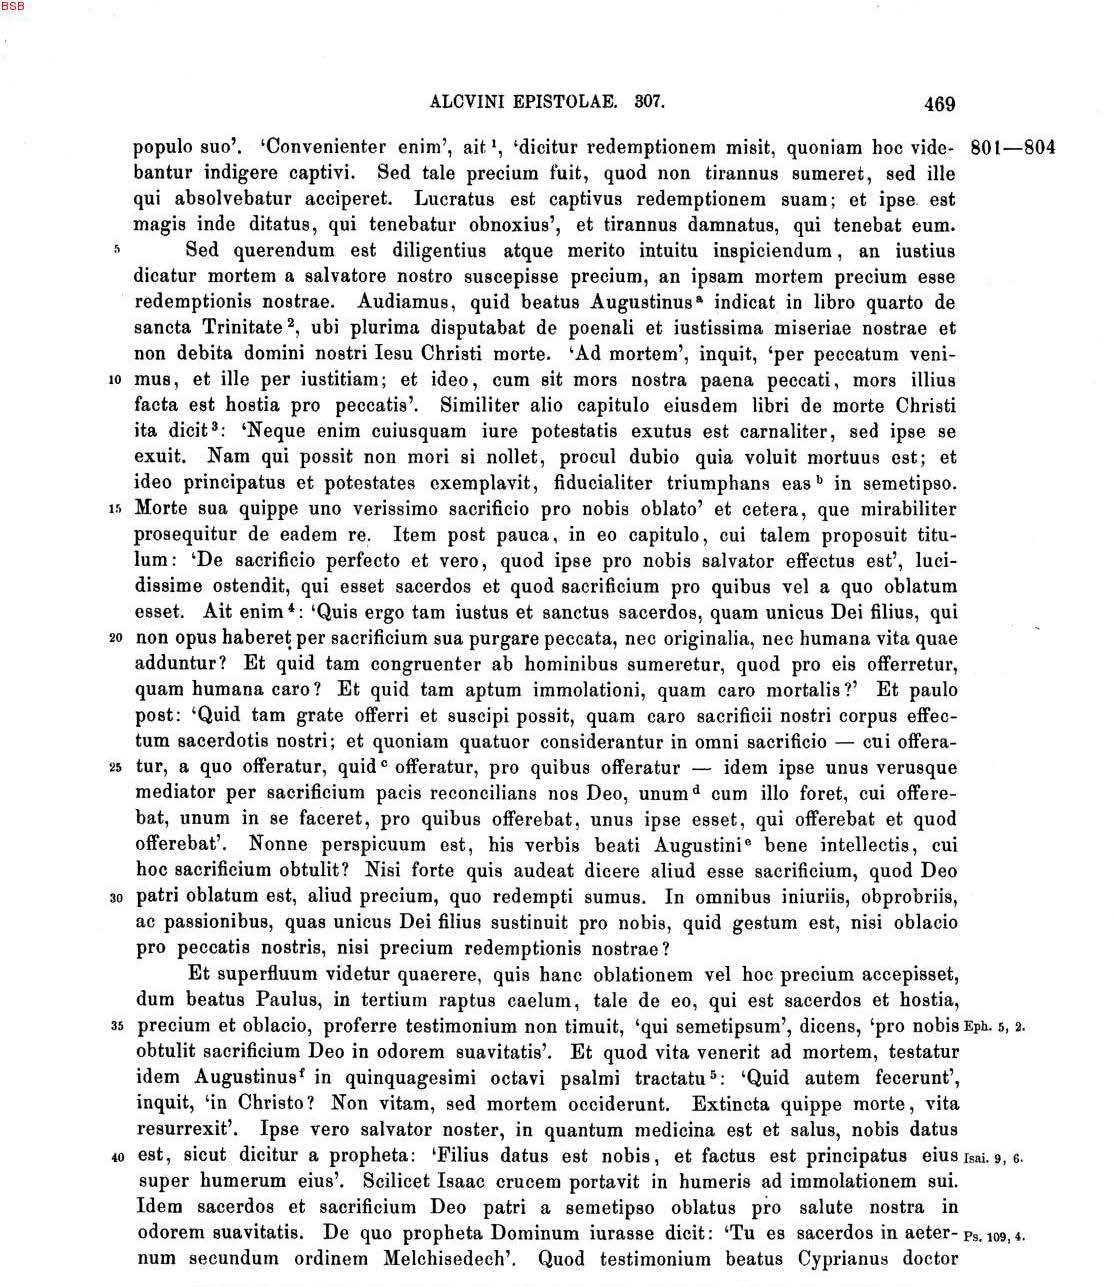 BSB
ALCVINI EPISTOLAE. 307. 469
populo suo’. ‘Convenienter enim’, ait ¹, ‘dicitur redemptionem misit, quoniam hoc vide- 801—804
bantur indigere captivi. Sed tale precium fuit, quod non tirannus sumeret, sed ille
qui absolvebatur acciperet. Lucratus est captivus redemptionem suam; et ipse est
magis inde ditatus, qui tenebatur obnoxius’, et tirannus damnatus, qui tenebat eum.
5 Sed querendum est diligentius atque merito intuitu inspiciendum, an iustius
dicatur mortem a salvatore nostro suscepisse precium, an ipsam mortem precium esse
redemptionis nostrae. Audiamus, quid beatus Augustinus ᵃ indicat in libro quarto de
sancta Trinitate ², ubi plurima disputabat de poenali et iustissima miseriae nostrae et
non debita domini nostri Iesu Christi morte. ‘Ad mortem’, inquit, ‘per peccatum veni-
10 mus, et ille per iustitiam; et ideo, cum sit mors nostra paena peccati, mors illius
facta est hostia pro peccatis’. Similiter alio capitulo eiusdem libri de morte Christi
ita dicit ³: ‘Neque enim cuiusquam iure potestatis exutus est carnaliter, sed ipse se
exuit. Nam qui possit non mori si nollet, procul dubio quia voluit mortuus est; et
ideo principatus et potestates exemplavit, fiducialiter triumphans eas ᵇ in semetipso.
15 Morte sua quippe uno verissimo sacrificio pro nobis oblato’ et cetera, que mirabiliter
prosequitur de eadem re. Item post pauca, in eo capitulo, cui talem proposuit titu-
lum: ‘De sacrificio perfecto et vero, quod ipse pro nobis salvator effectus est’, luci-
dissime ostendit, qui esset sacerdos et quod sacrificium pro quibus vel a quo oblatum
esset. Ait enim ⁴: ‘Quis ergo tam iustus et sanctus sacerdos, quam unicus Dei filius, qui
20 non opus haberet per sacrificium sua purgare peccata, nec originalia, nec humana vita quae
adduntur? Et quid tam congruenter ab hominibus sumeretur, quod pro eis offerretur,
quam humana caro? Et quid tam aptum immolationi, quam caro mortalis?’ Et paulo
post: ‘Quid tam grate offerri et suscipi possit, quam caro sacrificii nostri corpus effec-
tum sacerdotis nostri; et quoniam quatuor considerantur in omni sacrificio — cui offera-
25 tur, a quo offeratur, quid ᶜ offeratur, pro quibus offeratur — idem ipse unus verusque
mediator per sacrificium pacis reconcilians nos Deo, unum ᵈ cum illo foret, cui offere-
bat, unum in se faceret, pro quibus offerebat, unus ipse esset, qui offerebat et quod
offerebat’. Nonne perspicuum est, his verbis beati Augustini ᵉ bene intellectis, cui
hoc sacrificium obtulit? Nisi forte quis audeat dicere aliud esse sacrificium, quod Deo
30 patri oblatum est, aliud precium, quo redempti sumus. In omnibus iniuriis, obprobriis,
ac passionibus, quas unicus Dei filius sustinuit pro nobis, quid gestum est, nisi oblacio
pro peccatis nostris, nisi precium redemptionis nostrae?
Et superfluum videtur quaerere, quis hanc oblationem vel hoc precium accepisset,
dum beatus Paulus, in tertium raptus caelum, tale de eo, qui est sacerdos et hostia,
35 precium et oblacio, proferre testimonium non timuit, ‘qui semetipsum’, dicens, ‘pro nobis Eph. 5, 2.
obtulit sacrificium Deo in odorem suavitatis’. Et quod vita venerit ad mortem, testatur
idem Augustinus ᶠ in quinquagesimi octavi psalmi tractatu ⁵: ‘Quid autem fecerunt’,
inquit, ‘in Christo? Non vitam, sed mortem occiderunt. Extincta quippe morte, vita
resurrexit’. Ipse vero salvator noster, in quantum medicina est et salus, nobis datus
40 est, sicut dicitur a propheta: ‘Filius datus est nobis, et factus est principatus eius Isai. 9, 6.
super humerum eius’. Scilicet Isaac crucem portavit in humeris ad immolationem sui.
Idem sacerdos et sacrificium Deo patri a semetipso oblatus pro salute nostra in
odorem suavitatis. De quo propheta Dominum iurasse dicit: ‘Tu es sacerdos in aeter- Ps. 109, 4.
num secundum ordinem Melchisedech’. Quod testimonium beatus Cyprianus doctor